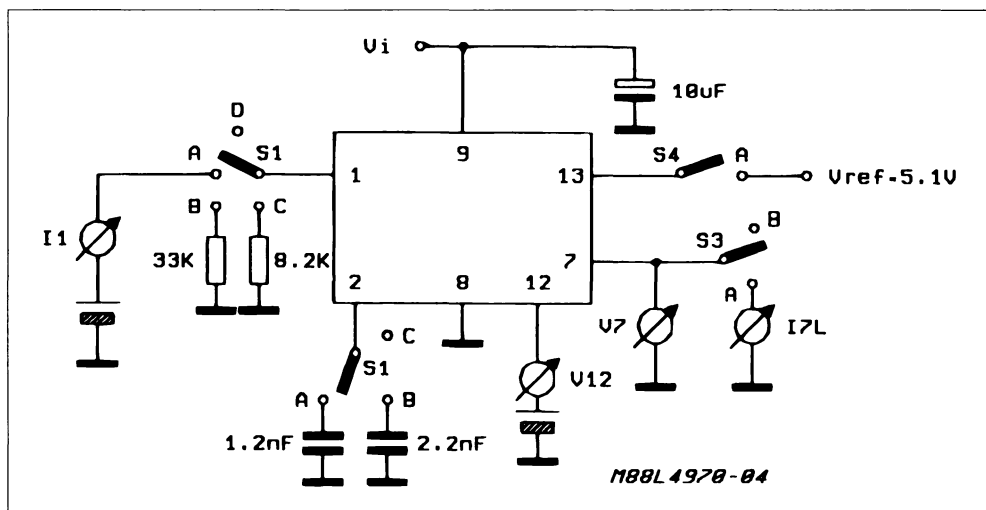 Vi
10uF
D
A
S1
9
S4
A
1
13
Vref=5.1V
B
C
S3
B
I1
33K
8.2K
7
2
8
12
A
C
V7
I7L
S1
V12
A
B
1.2nF
2.2nF
M88L4970-04